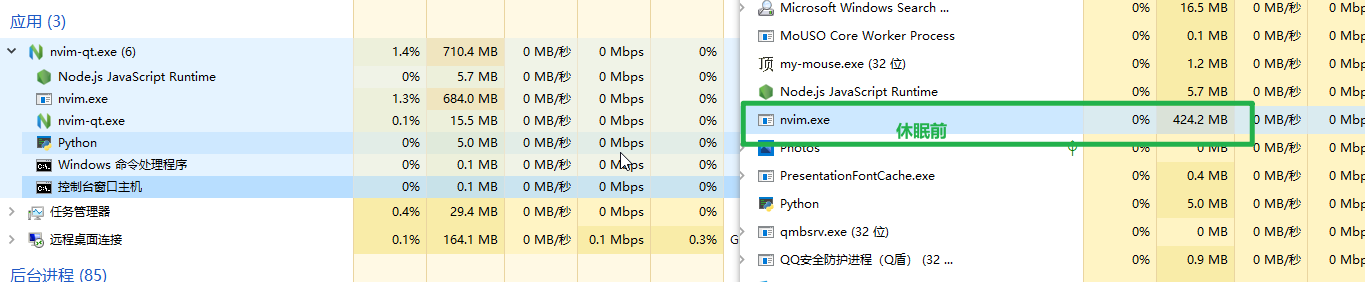 应用 (3)
nvim-qt.exe (6) 1.4% 710.4 MB 0 MB/秒 0 Mbps 0%
Node.js JavaScript Runtime 0% 5.7 MB 0 MB/秒 0 Mbps 0%
nvim.exe 1.3% 684.0 MB 0 MB/秒 0 Mbps 0%
nvim-qt.exe 0.1% 15.5 MB 0 MB/秒 0 Mbps 0%
Python 0% 5.0 MB 0 MB/秒 0 Mbps 0%
Windows 命令处理程序 0% 0.1 MB 0 MB/秒 0 Mbps 0%
控制台窗口主机 0% 0.1 MB 0 MB/秒 0 Mbps 0%
任务管理器 0.4% 29.4 MB 0 MB/秒 0 Mbps 0%
远程桌面连接 0.1% 164.1 MB 0 MB/秒 0.1 Mbps 0.3% G
后台进程 (85)
Microsoft Windows Search ... 0% 16.5 MB 0 MB/秒 0 Mbps
MoUSO Core Worker Process 0% 0.1 MB 0 MB/秒 0 Mbps
顶 my-mouse.exe (32 位) 0% 1.2 MB 0 MB/秒 0 Mbps
Node.js JavaScript Runtime 0% 5.7 MB 0 MB/秒 0 Mbps
nvim.exe 0% 424.2 MB 0 MB/秒 0 Mbps
休眠前
Photos 0% 0 MB 0 MB/秒 0 Mbps
PresentationFontCache.exe 0% 0.4 MB 0 MB/秒 0 Mbps
Python 0% 5.0 MB 0 MB/秒 0 Mbps
qmbsrv.exe (32 位) 0% 0 MB 0 MB/秒 0 Mbps
QQ安全防护进程（Q盾） (32 ... 0% 0.9 MB 0 MB/秒 0 Mbps